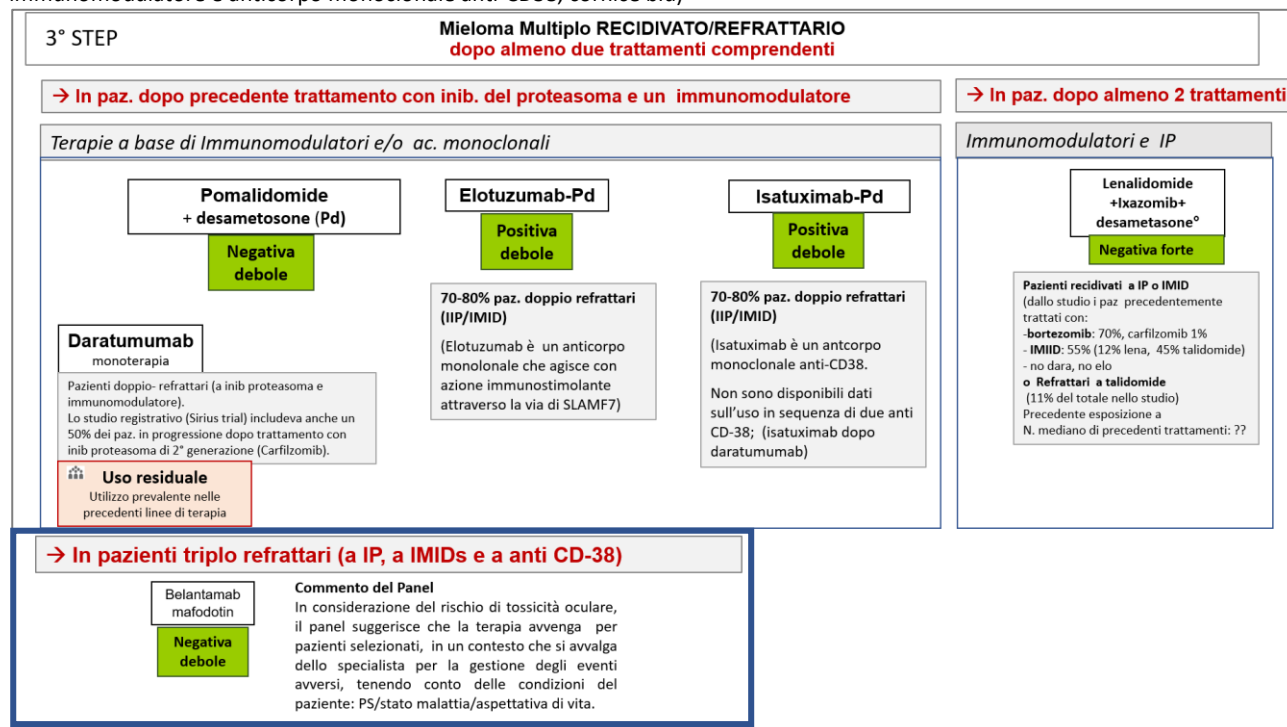 immunomodulatore e anticorpo monoclonale anti-CD38, cornice blu)
3° STEP
Mieloma Multiplo RECIDIVATO/REFRATTARIO
dopo almeno due trattamenti comprendenti
→ In paz. dopo precedente trattamento con inib. del proteasoma e un immunomodulatore
Terapie a base di Immunomodulatori e/o ac. monoclonali
Pomalidomide
+ desametosone (Pd)
Negativa
debole
Daratumumab
monoterapia
Pazienti doppio- refrattari (a inib proteasoma e
immunomodulatore).
Lo studio registrativo (Sirius trial) includeva anche un
50% dei paz. in progressione dopo trattamento con
inib proteasoma di 2° generazione (Carfilzomib).
Uso residuale
Utilizzo prevalente nelle
precedenti linee di terapia
Elotuzumab-Pd
Positiva
debole
70-80% paz. doppio refrattari
(IIP/IMID)
(Elotuzumab è un anticorpo
monolonale che agisce con
azione immunostimolante
attraverso la via di SLAMF7)
Isatuximab-Pd
Positiva
debole
70-80% paz. doppio refrattari
(IIP/IMID)
(Isatuximab è un antcorpo
monoclonale anti-CD38.
Non sono disponibili dati
sull'uso in sequenza di due anti
CD-38; (isatuximab dopo
daratumumab)
→ In paz. dopo almeno 2 trattamenti
Immunomodulatori e IP
Lenalidomide
+Ixazomib+
desametasone°
Negativa forte
Pazienti recidivati a IP o IMID
(dallo studio i paz precedentemente
trattati con:
-bortezomib: 70%, carfilzomib 1%
- IMIID: 55% (12% lena, 45% talidomide)
- no dara, no elo
o Refrattari a talidomide
(11% del totale nello studio)
Precedente esposizione a
N. mediano di precedenti trattamenti: ??
→ In pazienti triplo refrattari (a IP, a IMIDs e a anti CD-38)
Belantamab
mafodotin
Negativa
debole
Commento del Panel
In considerazione del rischio di tossicità oculare,
il panel suggerisce che la terapia avvenga per
pazienti selezionati, in un contesto che si avvalga
dello specialista per la gestione degli eventi
avversi, tenendo conto delle condizioni del
paziente: PS/stato malattia/aspettativa di vita.